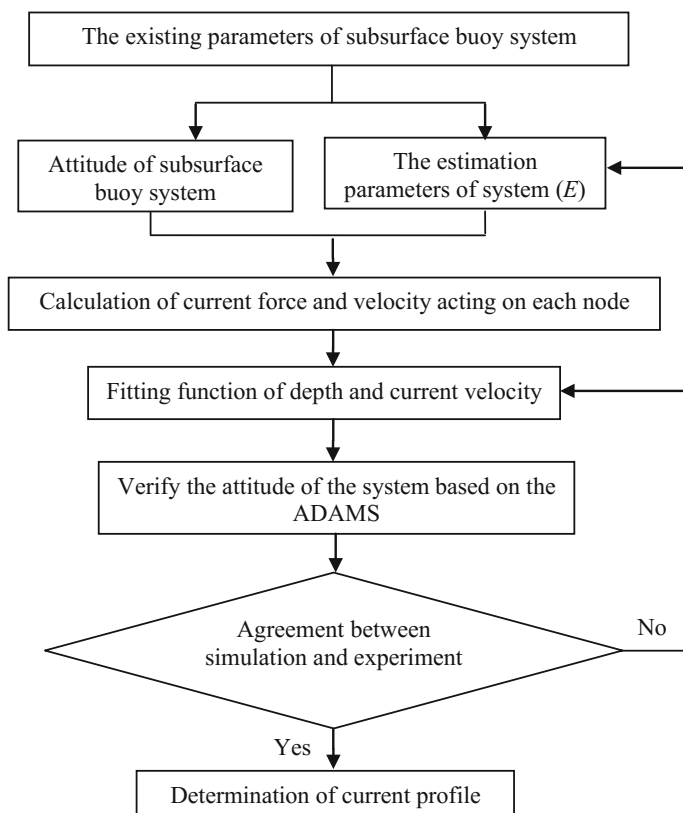 The existing parameters of subsurface buoy system
Attitude of subsurface
buoy system
The estimation
parameters of system (E)
Calculation of current force and velocity acting on each node
Fitting function of depth and current velocity
Verify the attitude of the system based on the
ADAMS
Agreement between
simulation and experiment
No
Yes
Determination of current profile